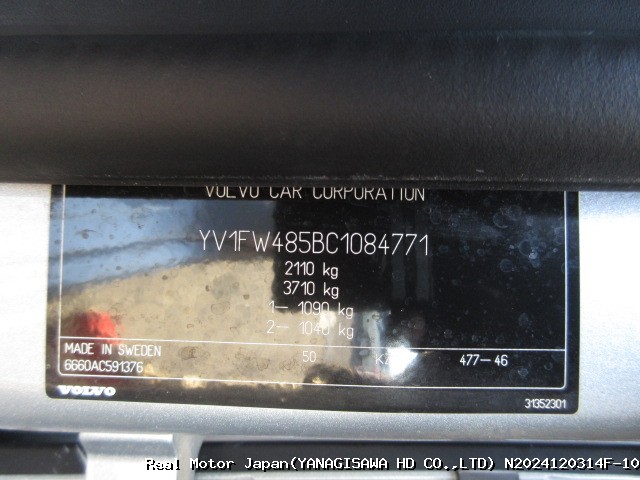 VOLVO CAR CORPORATION
YV1FW485BC1084771
2110 kg
3710 kg
1-- 1090 kg
2-- 1040 kg
MADE IN SWEDEN 50 477-46
6660AC591376
VOLVO
31352301
Real Motor Japan(YANAGISAWA HD CO.,LTD) N2024120314F-10